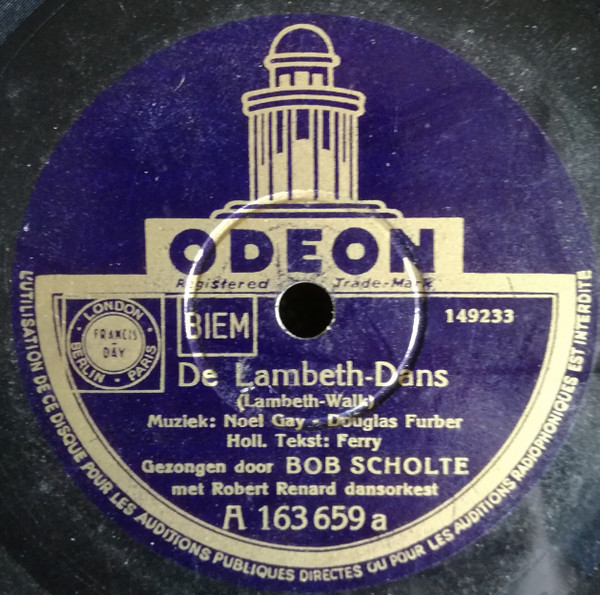 ODEON
Registered Trade-Mark
LONDON
FRANCIS - DAY
BERLIN - PARIS
BIEM
149233
De Lambeth-Dans
(Lambeth-Walk)
Muziek: Noel Gay - Douglas Furber
Holl. Tekst: Ferry
Gezongen door BOB SCHOLTE
met Robert Renard dansorkest
A 163659 a
L'UTILISATION DE CE DISQUE POUR LES AUDITIONS PUBLIQUES DIRECTES OU POUR LES AUDITIONS RADIOPHONIQUES EST INTERDITE